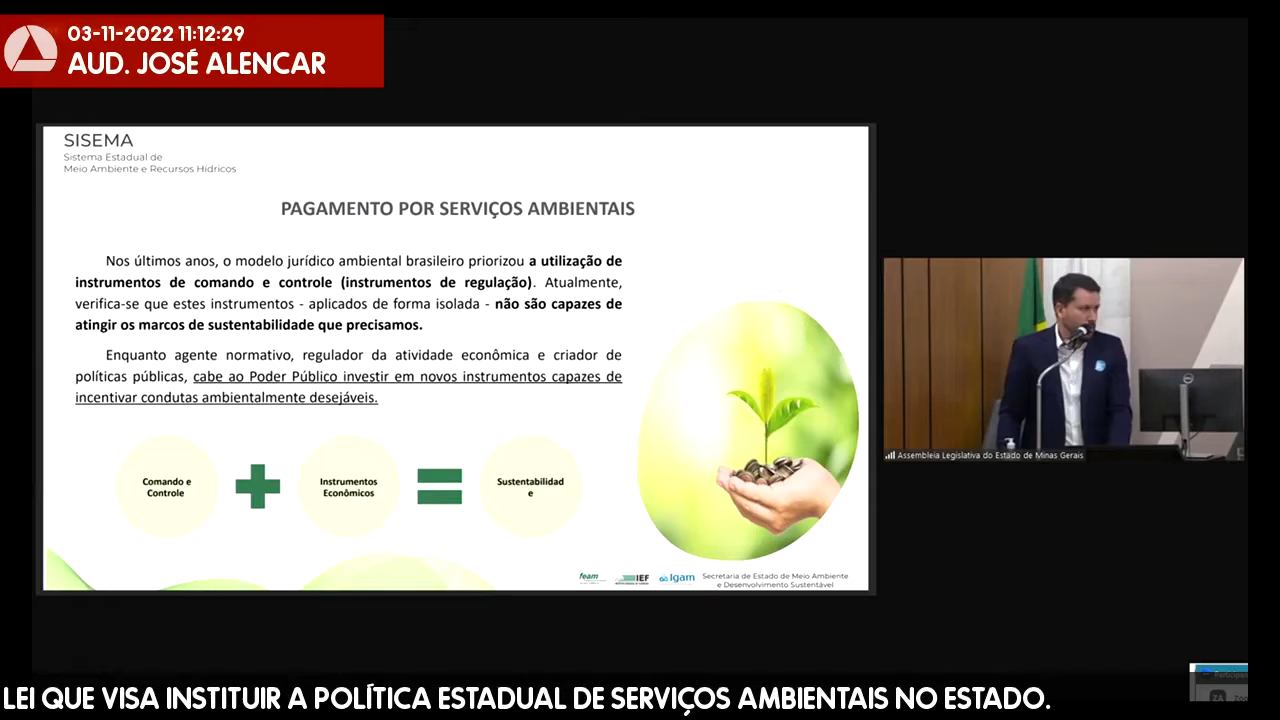 03-11-2022 11:12:29
AUD. JOSÉ ALENCAR
SISEMA
Sistema Estadual de
Meio Ambiente e Recursos Hídricos
PAGAMENTO POR SERVIÇOS AMBIENTAIS
Nos últimos anos, o modelo jurídico ambiental brasileiro priorizou a utilização de
instrumentos de comando e controle (instrumentos de regulação). Atualmente,
verifica-se que estes instrumentos - aplicados de forma isolada - não são capazes de
atingir os marcos de sustentabilidade que precisamos.
Enquanto agente normativo, regulador da atividade econômica e criador de
políticas públicas, cabe ao Poder Público investir em novos instrumentos capazes de
incentivar condutas ambientalmente desejáveis.
Comando e
Controle
Instrumentos
Econômicos
Sustentabilidad
e
feam
IEF
Igam
Secretaria de Estado de Meio Ambiente
e Desenvolvimento Sustentável
DELL
Assembleia Legislativa do Estado de Minas Gerais
ZA
LEI QUE VISA INSTITUIR A POLÍTICA ESTADUAL DE SERVIÇOS AMBIENTAIS NO ESTADO.